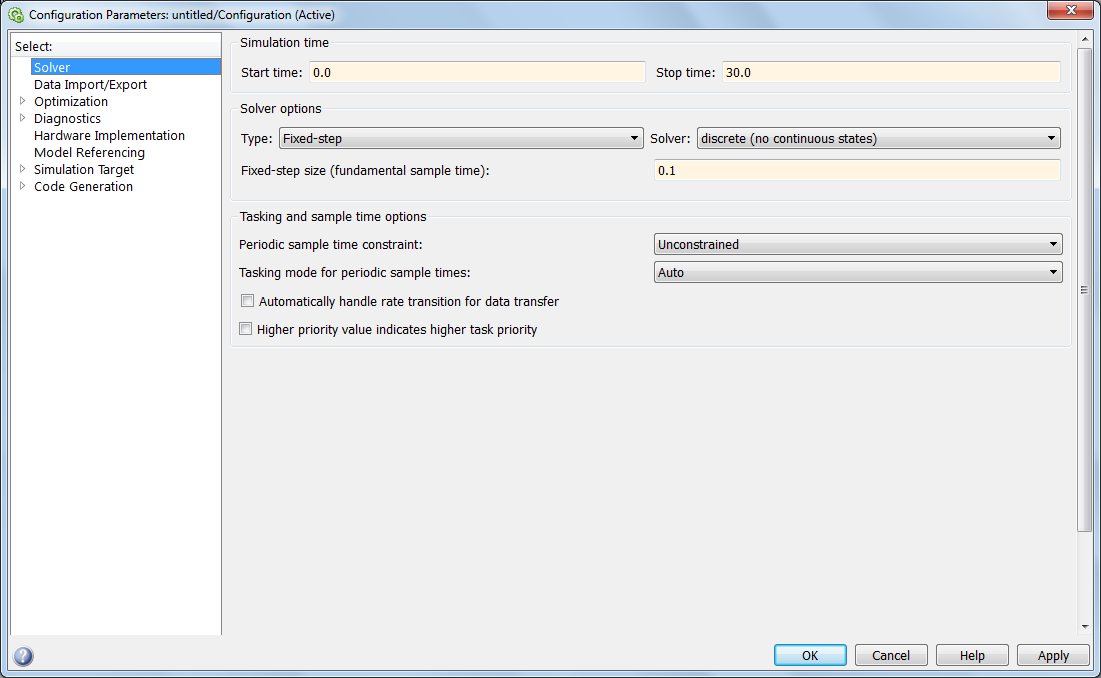 Configuration Parameters: untitled/Configuration (Active)
Select:
Solver
Data Import/Export
Optimization
Diagnostics
Hardware Implementation
Model Referencing
Simulation Target
Code Generation
Simulation time
Start time: 0.0 Stop time: 30.0
Solver options
Type: Fixed-step Solver: discrete (no continuous states)
Fixed-step size (fundamental sample time): 0.1
Tasking and sample time options
Periodic sample time constraint: Unconstrained
Tasking mode for periodic sample times: Auto
Automatically handle rate transition for data transfer
Higher priority value indicates higher task priority
? OK Cancel Help Apply